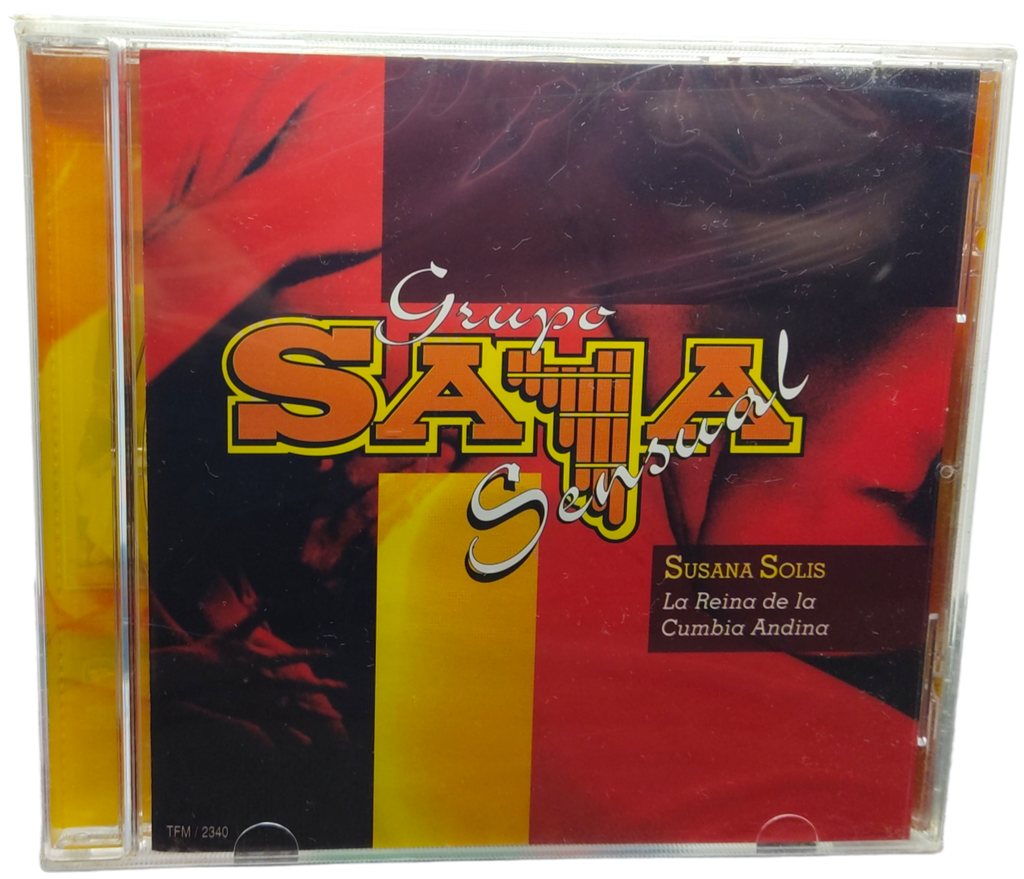 Grupo
SAYA
Sensual
SUSANA SOLIS
La Reina de la
Cumbia Andina
TFM / 2340